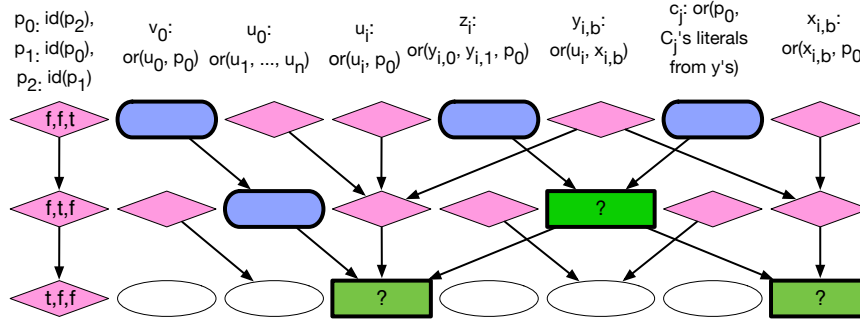 p0: id(p2),
p1: id(p0),
p2: id(p1)
v0:
or(u0, p0)
u0:
or(u1, ..., un)
ui:
or(ui, p0)
zi:
or(yi,0, yi,1, p0)
yi,b:
or(ui, xi,b)
cj: or(p0,
Cj's literals
from y's)
xi,b:
or(xi,b, p0
f,f,t
f,t,f
?
t,f,f
?
?